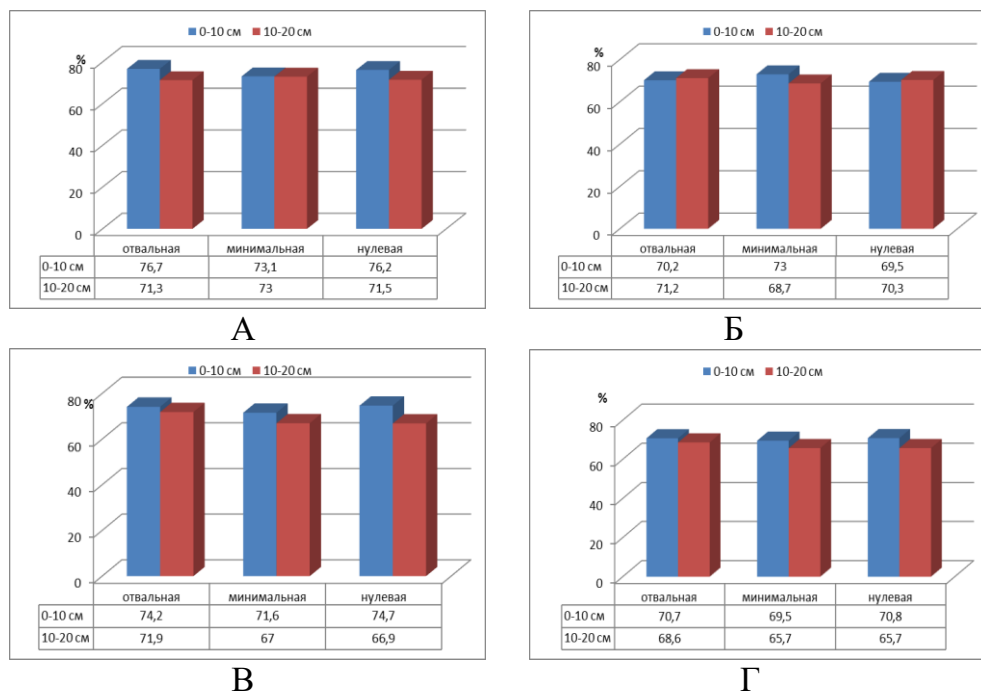 0-10 см 10-20 см
%
80
60
40
20
0
отвальная минимальная нулевая
0-10 см 76,7 73,1 76,2
10-20 см 71,3 73 71,5
А
0-10 см 10-20 см
%
80
60
40
20
0
отвальная минимальная нулевая
0-10 см 70,2 73 69,5
10-20 см 71,2 68,7 70,3
Б
0-10 см 10-20 см
80 %
60
40
20
0
отвальная минимальная нулевая
0-10 см 74,2 71,6 74,7
10-20 см 71,9 67 66,9
В
0-10 см 10-20 см
%
80
60
40
20
0
отвальная минимальная нулевая
0-10 см 70,7 69,5 70,8
10-20 см 68,6 65,7 65,7
Г